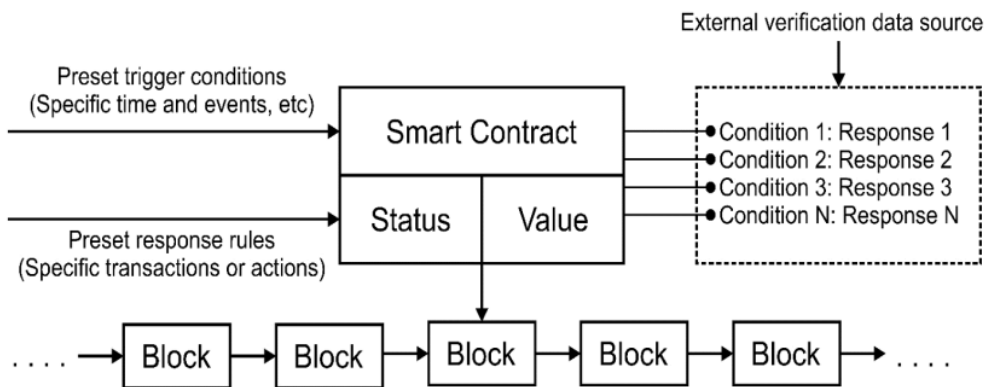 External verification data source
Preset trigger conditions
(Specific time and events, etc)
Smart Contract
Condition 1: Response 1
Condition 2: Response 2
Condition 3: Response 3
Condition N: Response N
Status
Value
Preset response rules
(Specific transactions or actions)
. . . .
Block
Block
Block
Block
Block
. . . .